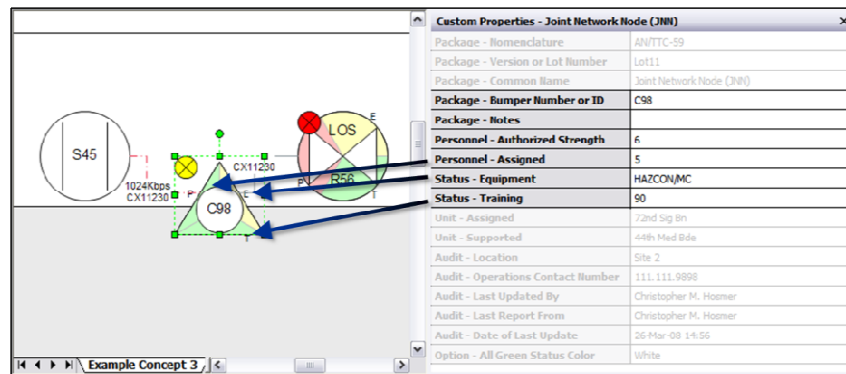 Custom Properties - Joint Network Node (JNN)
Package - Nomenclature AN/TTC-59
Package - Version or Lot Number Lot11
Package - Common Name Joint Network Node (JNN)
Package - Bumper Number or ID C98
Package - Notes
Personnel - Authorized Strength 6
Personnel - Assigned 5
Status - Equipment HAZCON/MC
Status - Training 90
Unit - Assigned 72nd Sig Bn
Unit - Supported 44th Med Bde
Audit - Location Site 2
Audit - Operations Contact Number 111.111.9898
Audit - Last Updated By Christopher M. Hosmer
Audit - Last Report From Christopher M. Hosmer
Audit - Date of Last Update 26-Mar-08 14:56
Option - All Green Status Color White
S45
1024Kbps
CX11230
CX11230
P
E
C98
T
LOS
E
P
R56
T
Example Concept 3